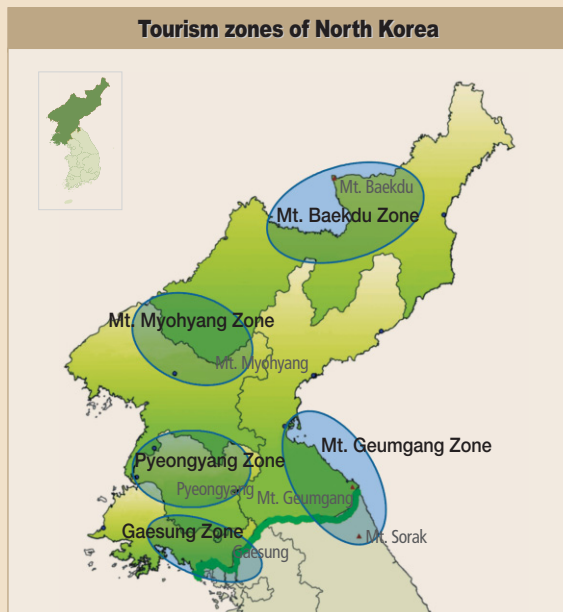 Tourism zones of North Korea
Mt. Baekdu
Mt. Baekdu Zone
Mt. Myohyang Zone
Mt. Myohyang
Mt. Geumgang Zone
Pyeongyang Zone
Pyeongyang
Mt. Geumgang
Gaesung Zone
Mt. Sorak
Gaesung